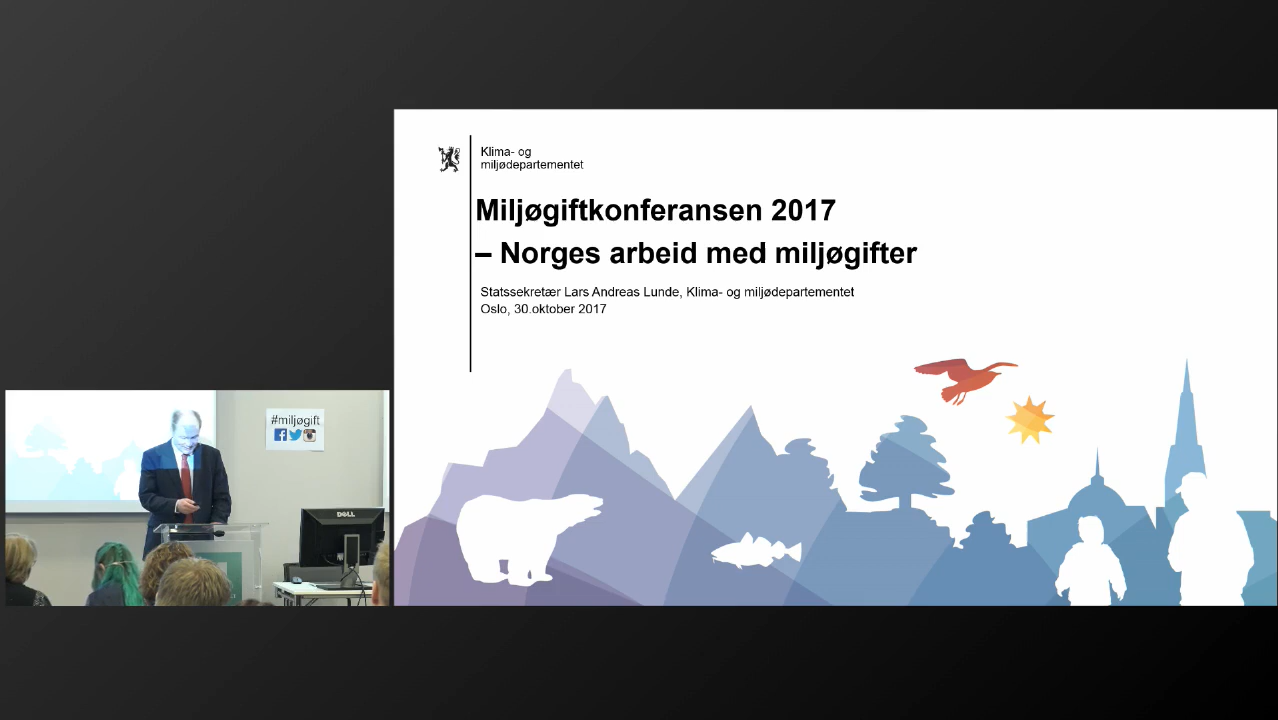 Klima- og
miljødepartementet
Miljøgiftkonferansen 2017
– Norges arbeid med miljøgifter
Statssekretær Lars Andreas Lunde, Klima- og miljødepartementet
Oslo, 30.oktober 2017
#miljøgift
DELL